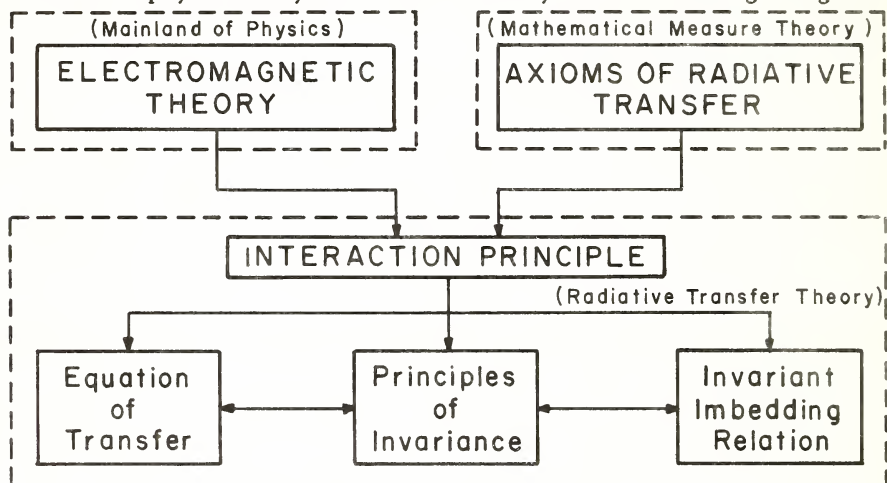 (Mainland of Physics)
ELECTROMAGNETIC
THEORY
(Mathematical Measure Theory)
AXIOMS OF RADIATIVE
TRANSFER
INTERACTION PRINCIPLE
(Radiative Transfer Theory)
Equation
of
Transfer
Principles
of
Invariance
Invariant
Imbedding
Relation